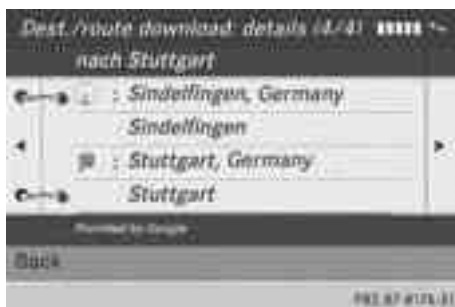 Dest./route download: details (4/4)
nach Stuttgart
: Sindelfingen, Germany
Sindelfingen
: Stuttgart, Germany
Stuttgart
Provided by Google
Back